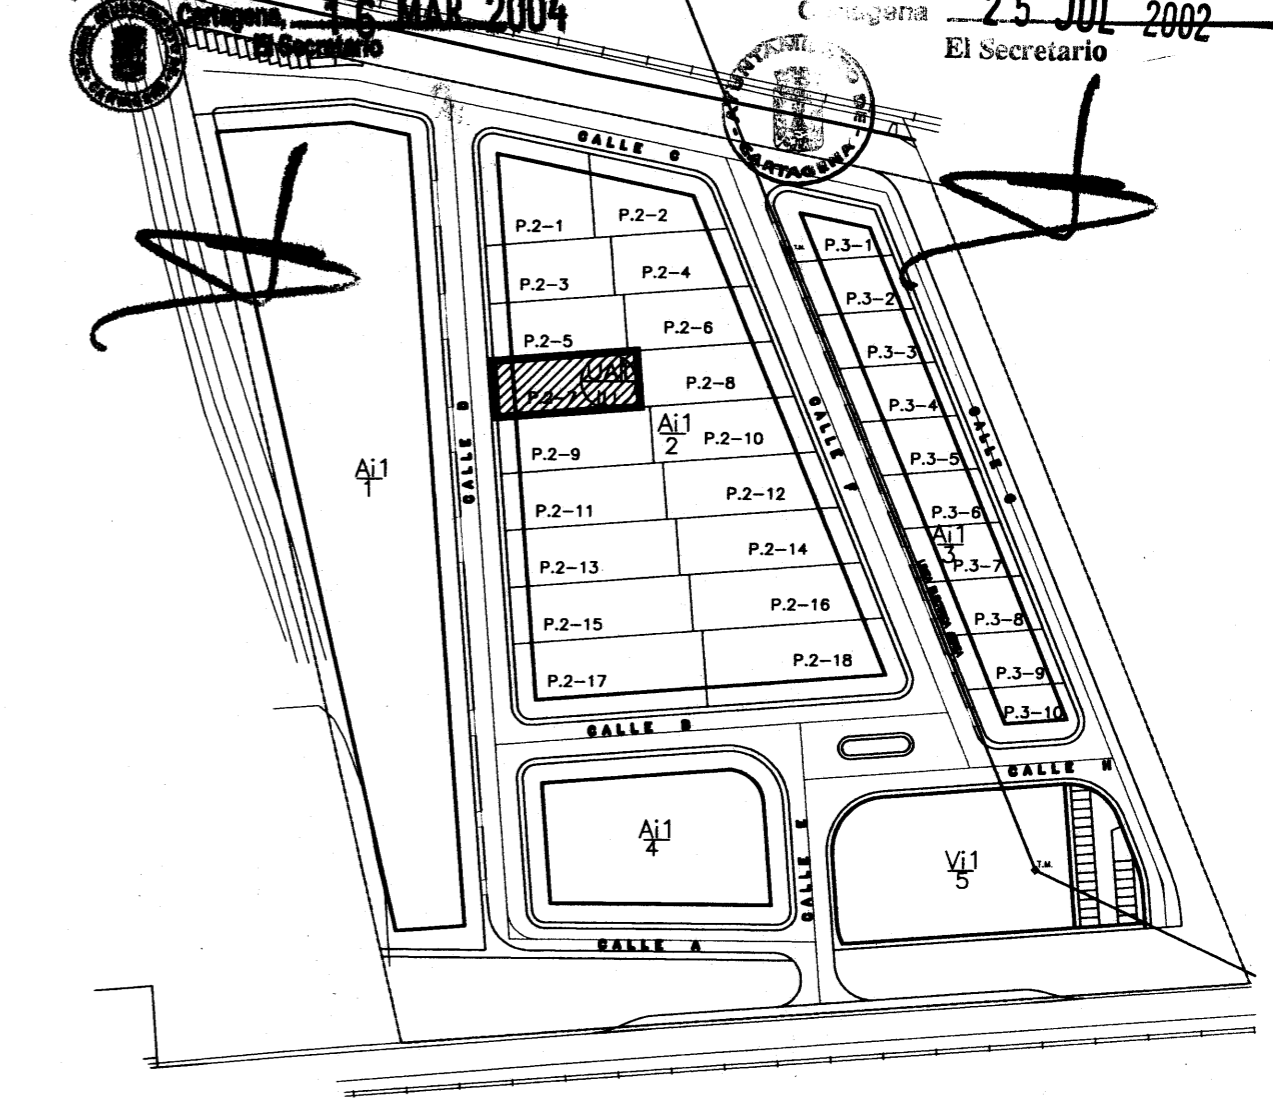 Cartagena, 16 MAR 2004
El Secretario
Cartagena 25 JUL 2002
El Secretario
AYUNTAMIENTO DE
- CARTAGENA -
CALLE C
P.2-1
P.2-2
P.2-3
P.2-4
P.2-5
P.2-6
P.2-7
P.2-8
P.2-9
P.2-10
P.2-11
P.2-12
P.2-13
P.2-14
P.2-15
P.2-16
P.2-17
P.2-18
Ai1
2
CALLE D
Ai1
1
CALLE F
T.M.
P.3-1
P.3-2
P.3-3
P.3-4
P.3-5
P.3-6
P.3-7
P.3-8
P.3-9
P.3-10
Ai1
3
CALLE G
CALLE B
CALLE H
Ai1
4
CALLE E
Vi1
5
T.M.
CALLE A